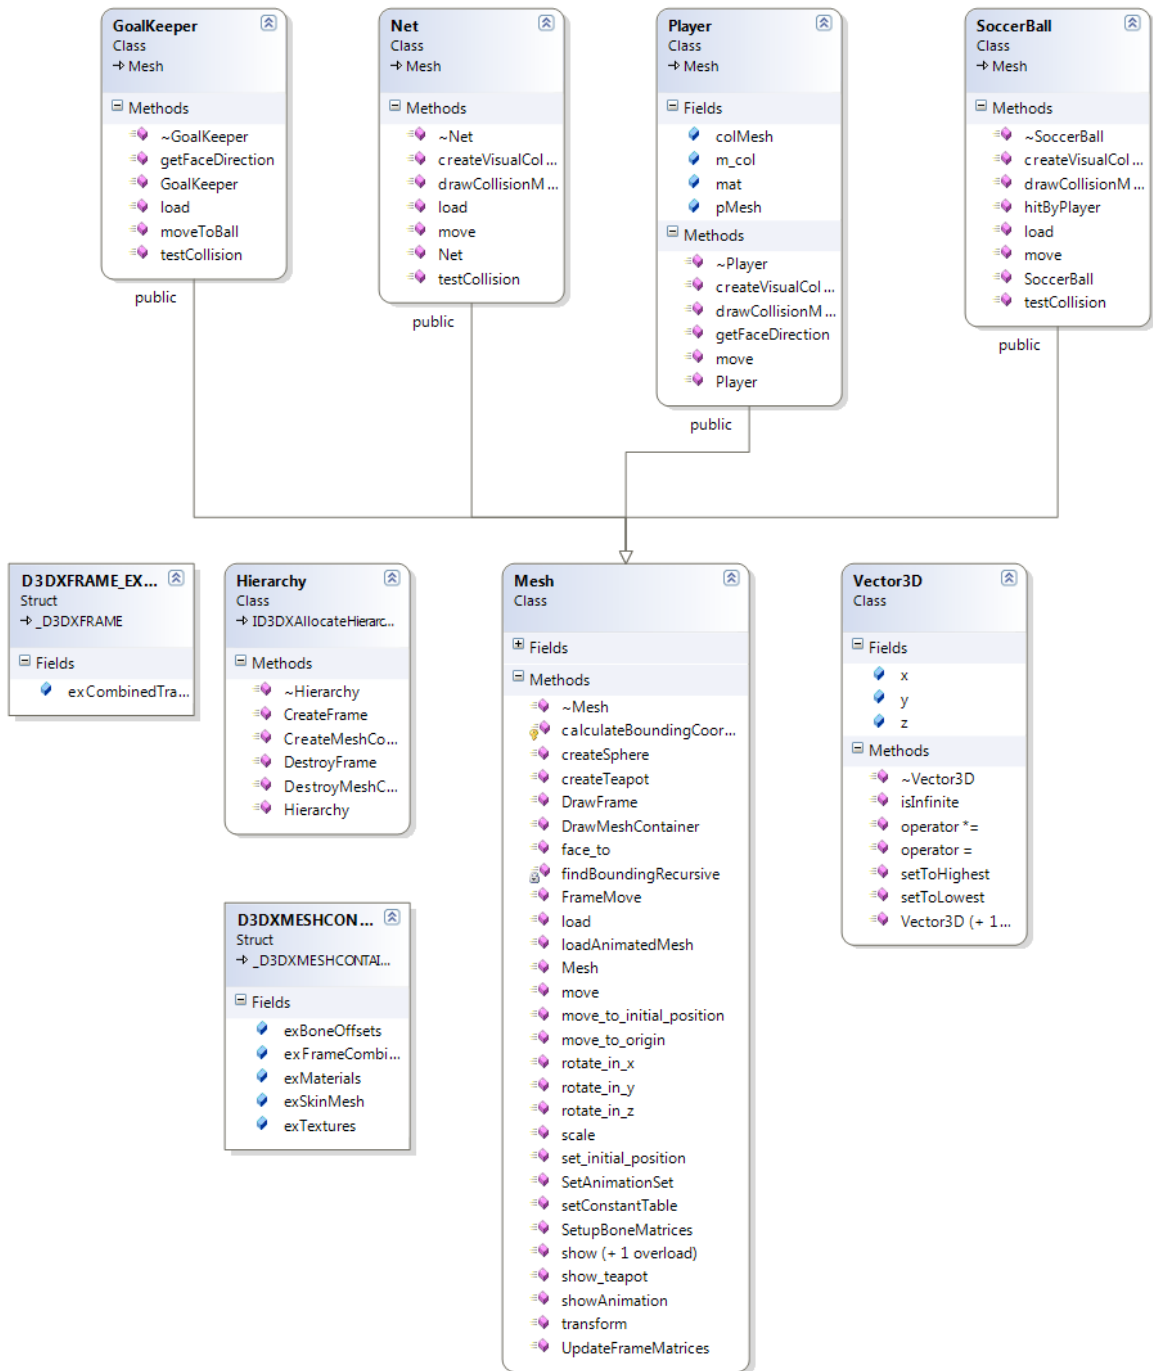 GoalKeeper
Class
Mesh
Methods
~GoalKeeper
getFaceDirection
GoalKeeper
load
moveToBall
testCollision
public
Net
Class
Mesh
Methods
~Net
createVisualCol...
drawCollisionM...
load
move
Net
testCollision
public
Player
Class
Mesh
Fields
colMesh
m_col
mat
pMesh
Methods
~Player
createVisualCol...
drawCollisionM...
getFaceDirection
move
Player
public
SoccerBall
Class
Mesh
Methods
~SoccerBall
createVisualCol...
drawCollisionM...
hitByPlayer
load
move
SoccerBall
testCollision
public
D3DXFRAME_EX...
Struct
_D3DXFRAME
Fields
exCombinedTra...
Hierarchy
Class
ID3DXAllocateHierarc...
Methods
~Hierarchy
CreateFrame
CreateMeshCo...
DestroyFrame
DestroyMeshC...
Hierarchy
D3DXMESHCON...
Struct
_D3DXMESHCONTAI...
Fields
exBoneOffsets
exFrameCombi...
exMaterials
exSkinMesh
exTextures
Mesh
Class
Fields
Methods
~Mesh
calculateBoundingCoor...
createSphere
createTeapot
DrawFrame
DrawMeshContainer
face_to
findBoundingRecursive
FrameMove
load
loadAnimatedMesh
Mesh
move
move_to_initial_position
move_to_origin
rotate_in_x
rotate_in_y
rotate_in_z
scale
set_initial_position
SetAnimationSet
setConstantTable
SetupBoneMatrices
show (+ 1 overload)
show_teapot
showAnimation
transform
UpdateFrameMatrices
Vector3D
Class
Fields
x
y
z
Methods
~Vector3D
isInfinite
operator *=
operator =
setToHighest
setToLowest
Vector3D (+ 1...